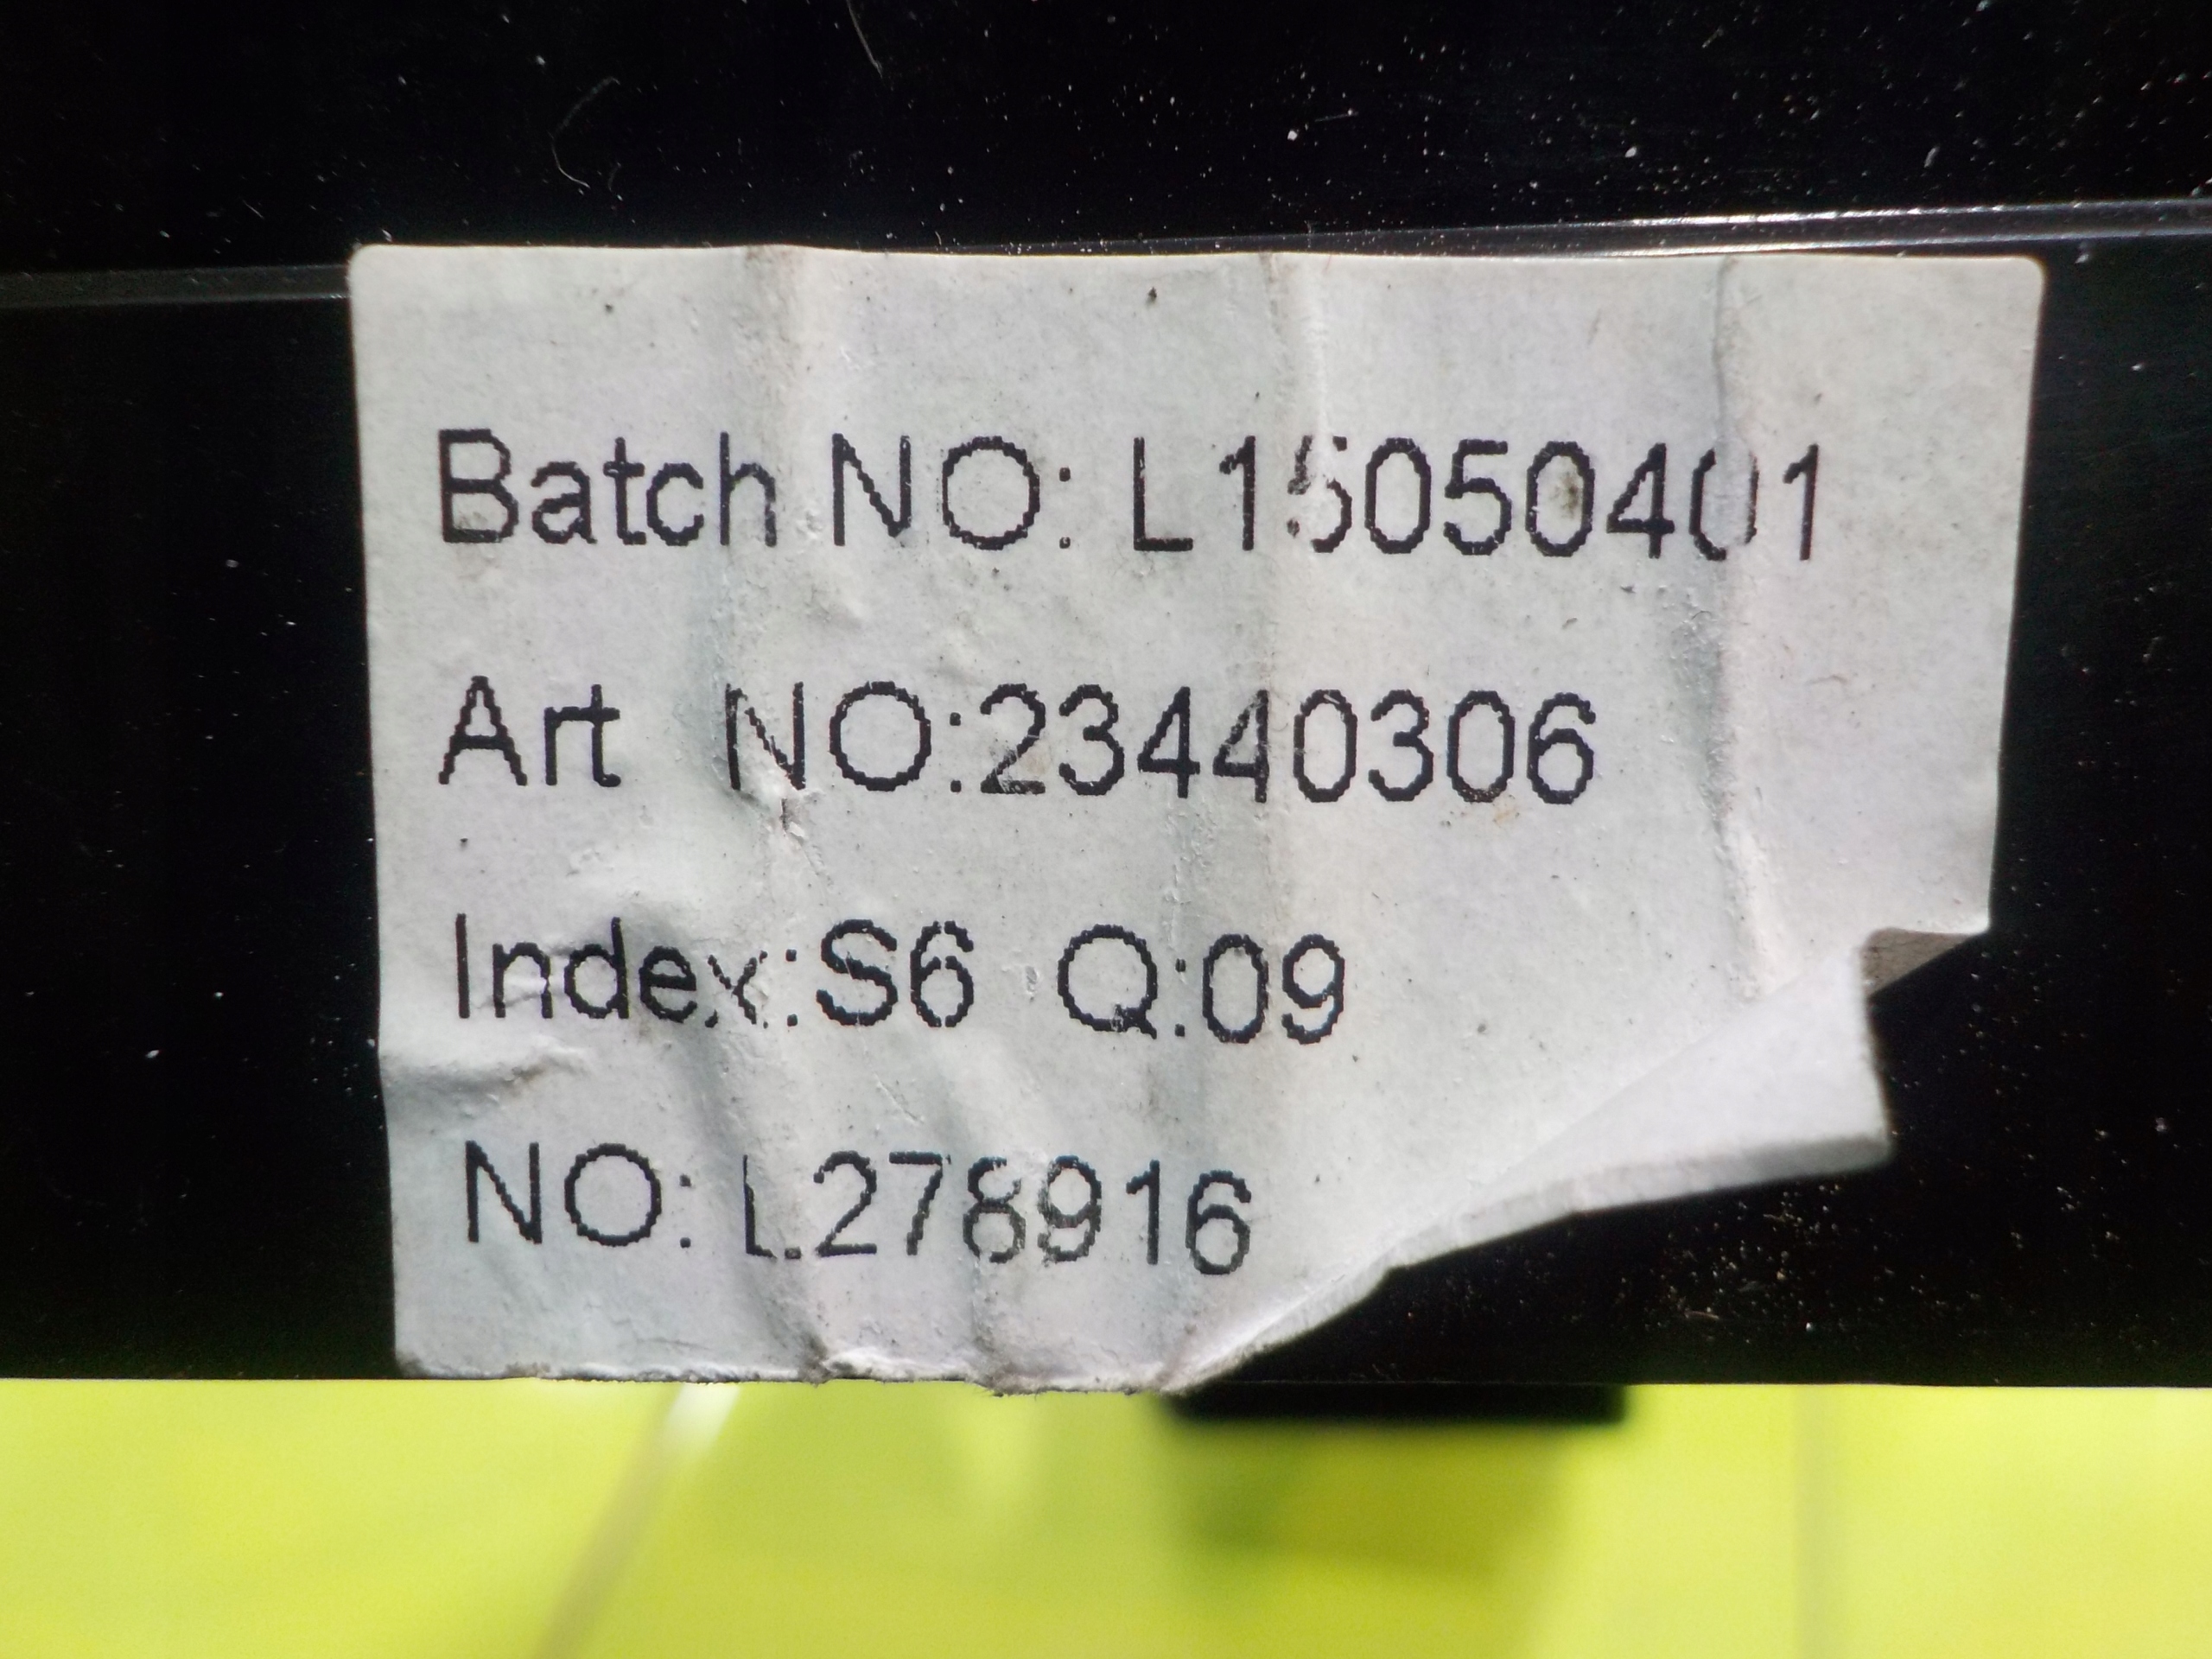 Batch NO: L15050401
Art NO:23440306
Index:S6 Q:09
NO: L278916